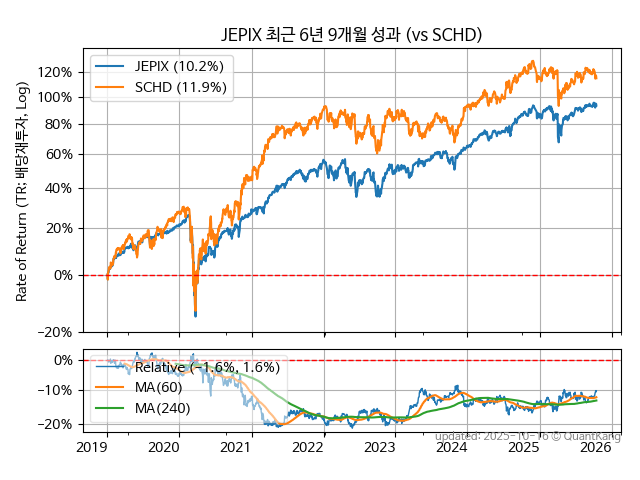 JEPIX 최근 6년 9개월 성과 (vs SCHD)
JEPIX (10.2%)
SCHD (11.9%)
Rate of Return (TR: 배당재투자, Log)
120%
100%
80%
60%
40%
20%
0%
−20%
Relative (−1.6%, 1.6%)
MA(60)
MA(240)
0%
−10%
−20%
2019 2020 2021 2022 2023 2024 2025 2026
updated: 2025-10-16 © QuantKang